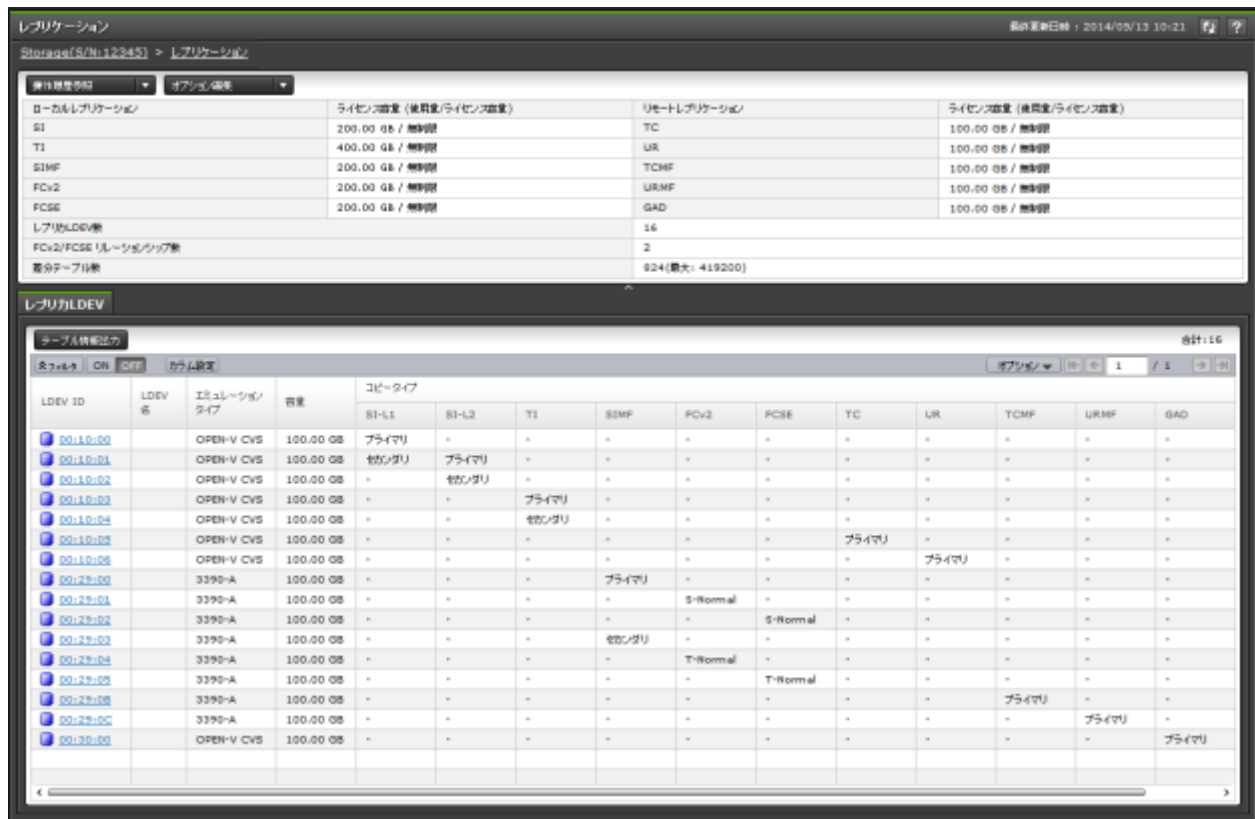 レプリケーション
最終更新日時 : 2014/05/13 10:21
?
Storage(S/N:12345) > レプリケーション
操作履歴参照 オプション編集
ローカルレプリケーション ライセンス容量 (使用量/ライセンス容量) リモートレプリケーション ライセンス容量 (使用量/ライセンス容量)
SI 200.00 GB / 無制限 TC 100.00 GB / 無制限
TI 400.00 GB / 無制限 UR 100.00 GB / 無制限
SIMF 200.00 GB / 無制限 TCMF 100.00 GB / 無制限
FCv2 200.00 GB / 無制限 URMF 100.00 GB / 無制限
FCSE 200.00 GB / 無制限 GAD 100.00 GB / 無制限
レプリカLDEV数 16
FCv2/FCSE リレーションシップ数 2
差分テーブル数 824(最大: 419200)
レプリカLDEV
テーブル情報出力 合計:16
全フィルタ ON OFF カラム設定 オプション 1 / 1
LDEV ID LDEV名 エミュレーションタイプ 容量 コピータイプ
SI-L1 SI-L2 TI SIMF FCv2 FCSE TC UR TCMF URMF GAD
00:10:00 OPEN-V CVS 100.00 GB プライマリ - - - - - - - - - -
00:10:01 OPEN-V CVS 100.00 GB セカンダリ プライマリ - - - - - - - - -
00:10:02 OPEN-V CVS 100.00 GB - セカンダリ - - - - - - - - -
00:10:03 OPEN-V CVS 100.00 GB - - プライマリ - - - - - - - -
00:10:04 OPEN-V CVS 100.00 GB - - セカンダリ - - - - - - - -
00:10:05 OPEN-V CVS 100.00 GB - - - - - - プライマリ - - - -
00:10:06 OPEN-V CVS 100.00 GB - - - - - - - プライマリ - - -
00:29:00 3390-A 100.00 GB - - - プライマリ - - - - - - -
00:29:01 3390-A 100.00 GB - - - - S-Normal - - - - - -
00:29:02 3390-A 100.00 GB - - - - - S-Normal - - - - -
00:29:03 3390-A 100.00 GB - - - セカンダリ - - - - - - -
00:29:04 3390-A 100.00 GB - - - - T-Normal - - - - - -
00:29:05 3390-A 100.00 GB - - - - - T-Normal - - - - -
00:29:0B 3390-A 100.00 GB - - - - - - - - プライマリ - -
00:29:0C 3390-A 100.00 GB - - - - - - - - - プライマリ -
00:30:00 OPEN-V CVS 100.00 GB - - - - - - - - - - プライマリ